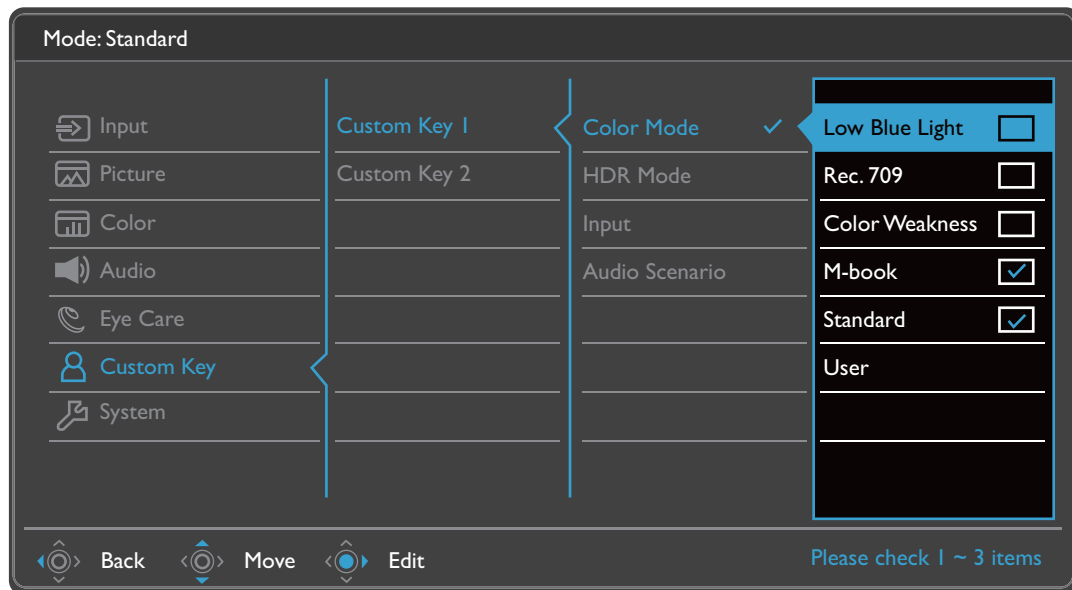 Mode: Standard
Input
Picture
Color
Audio
Eye Care
Custom Key
System
Custom Key 1
Custom Key 2
Color Mode
HDR Mode
Input
Audio Scenario
Low Blue Light
Rec. 709
Color Weakness
M-book
Standard
User
Back
Move
Edit
Please check 1 ~ 3 items